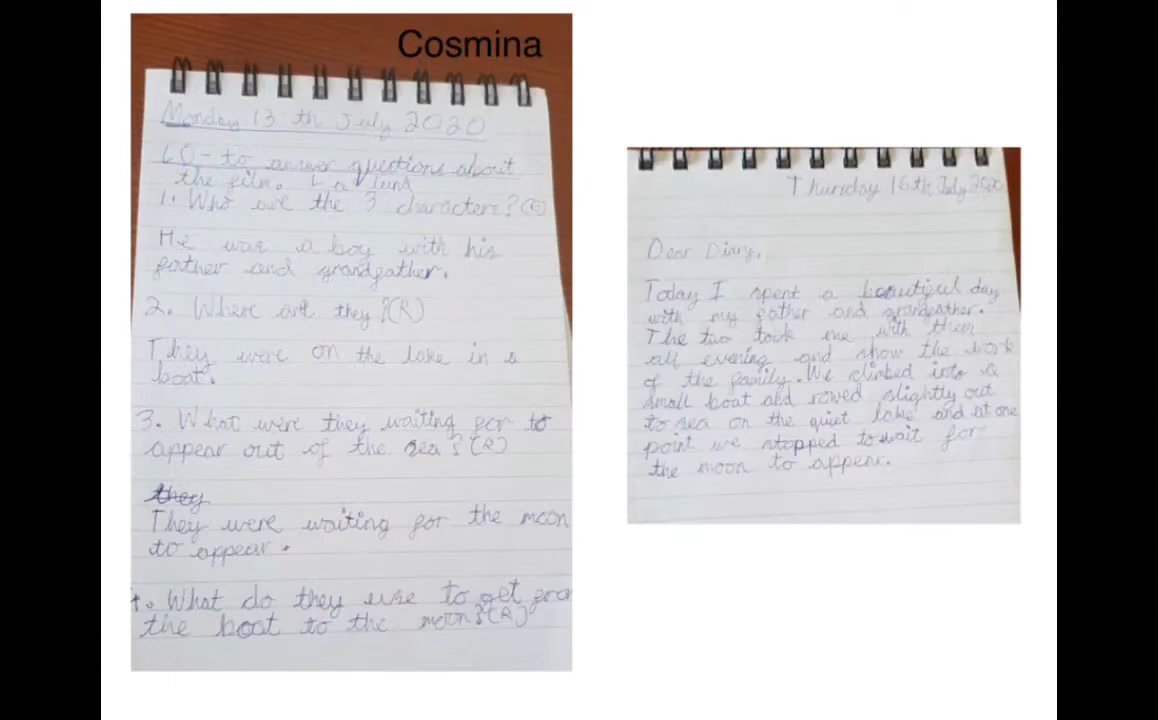 Cosmina
Monday 13 th July 2020
LO - to answer questions about
the film. La luna
1. Who are the 3 characters? (R)
He was a boy with his
father and grandfather.
2. Where are they ?(R)
They were on the lake in a
boat.
3. What were they waiting for to
appear out of the sea? (R)
they
They were waiting for the moon
to appear.
4. What do they use to get from
the boat to the moon? (R)
Thursday 16th July 2020
Dear Diary,
Today I spent a beautiful day
with my father and grandfather.
The two took me with them
all evening and show the work
of the family. We climbed into a
small boat and rowed slightly out
to sea on the quiet lake and at one
point we stopped to wait for
the moon to appear.